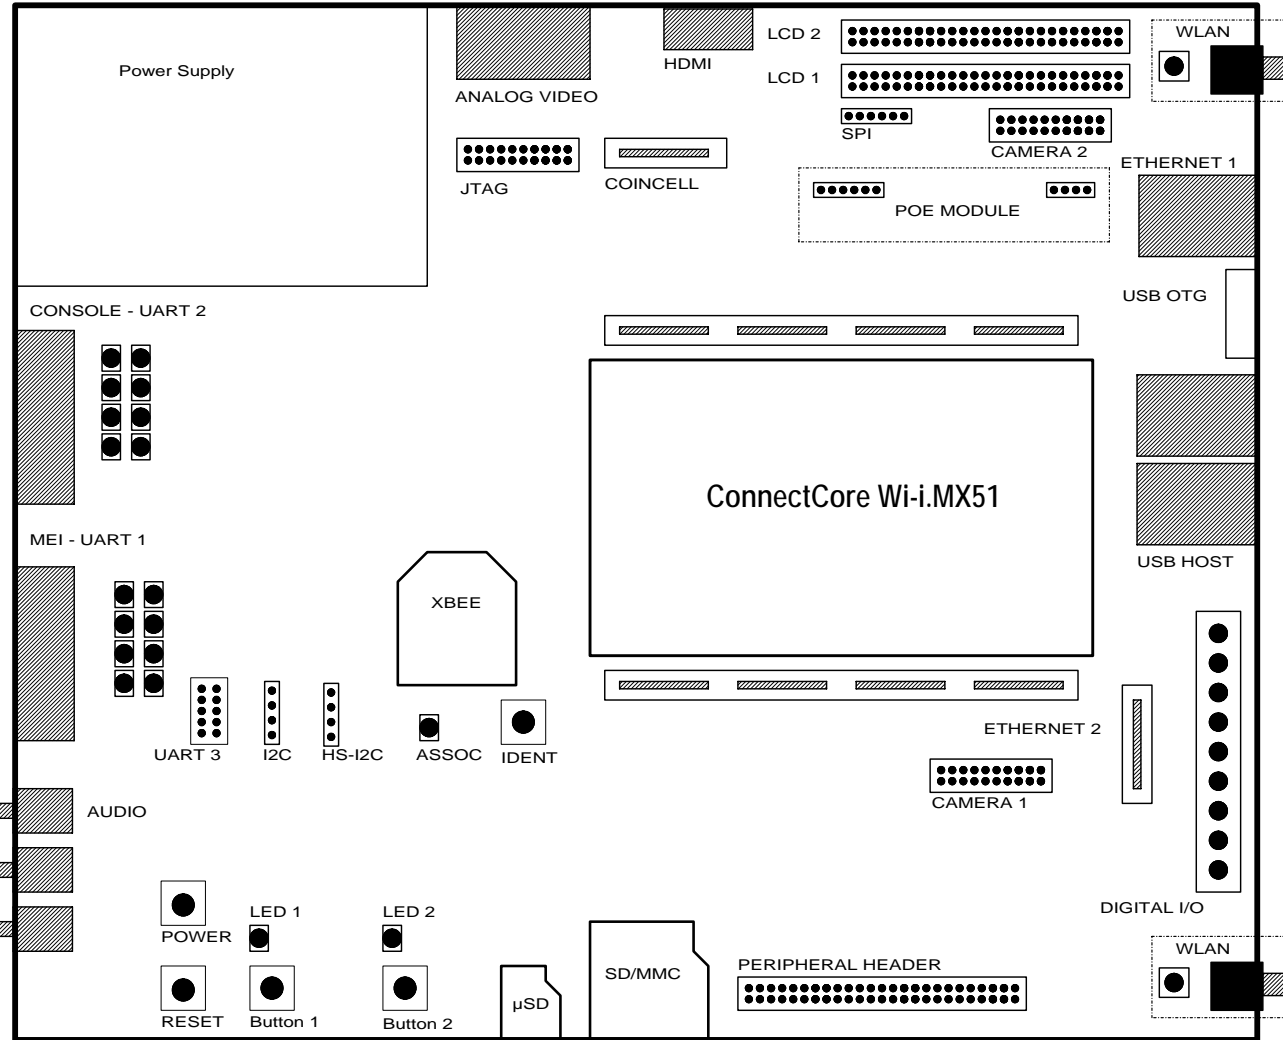 LCD 2
WLAN
Power Supply
HDMI
LCD 1
ANALOG VIDEO
SPI
CAMERA 2
ETHERNET 1
JTAG
COINCELL
POE MODULE
USB OTG
CONSOLE - UART 2
ConnectCore Wi-i.MX51
MEI - UART 1
USB HOST
XBEE
ETHERNET 2
UART 3
I2C
HS-I2C
ASSOC
IDENT
CAMERA 1
AUDIO
DIGITAL I/O
LED 1
LED 2
POWER
WLAN
PERIPHERAL HEADER
SD/MMC
µSD
RESET
Button 1
Button 2